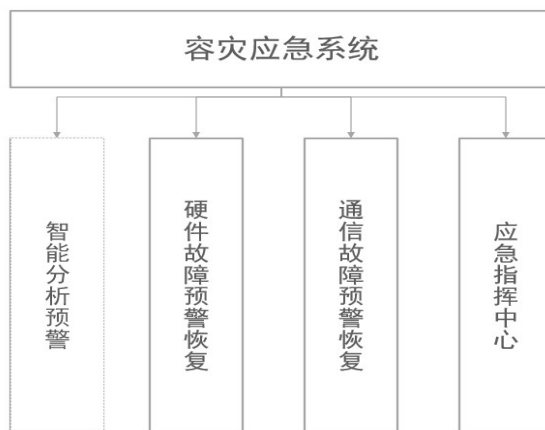 容灾应急系统
智能分析预警
硬件故障预警恢复
通信故障预警恢复
应急指挥中心